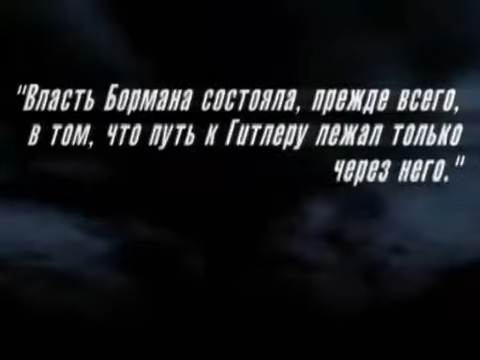 "Власть Бормана состояла, прежде всего,
в том, что путь к Гитлеру лежал только
через него."